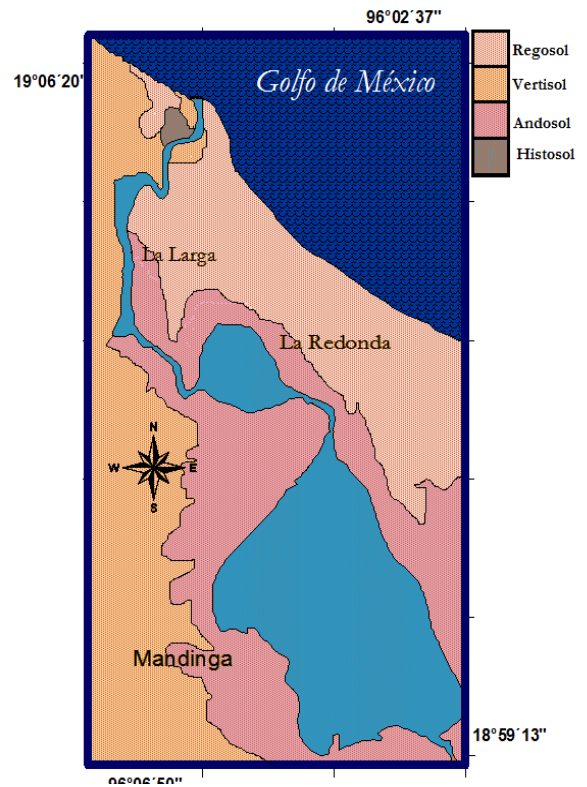 96°02´37"
19°06´20"
Golfo de México
Regosol
Vertisol
Andosol
Histosol
La Larga
La Redonda
N
W
E
S
Mandinga
18°59´13"